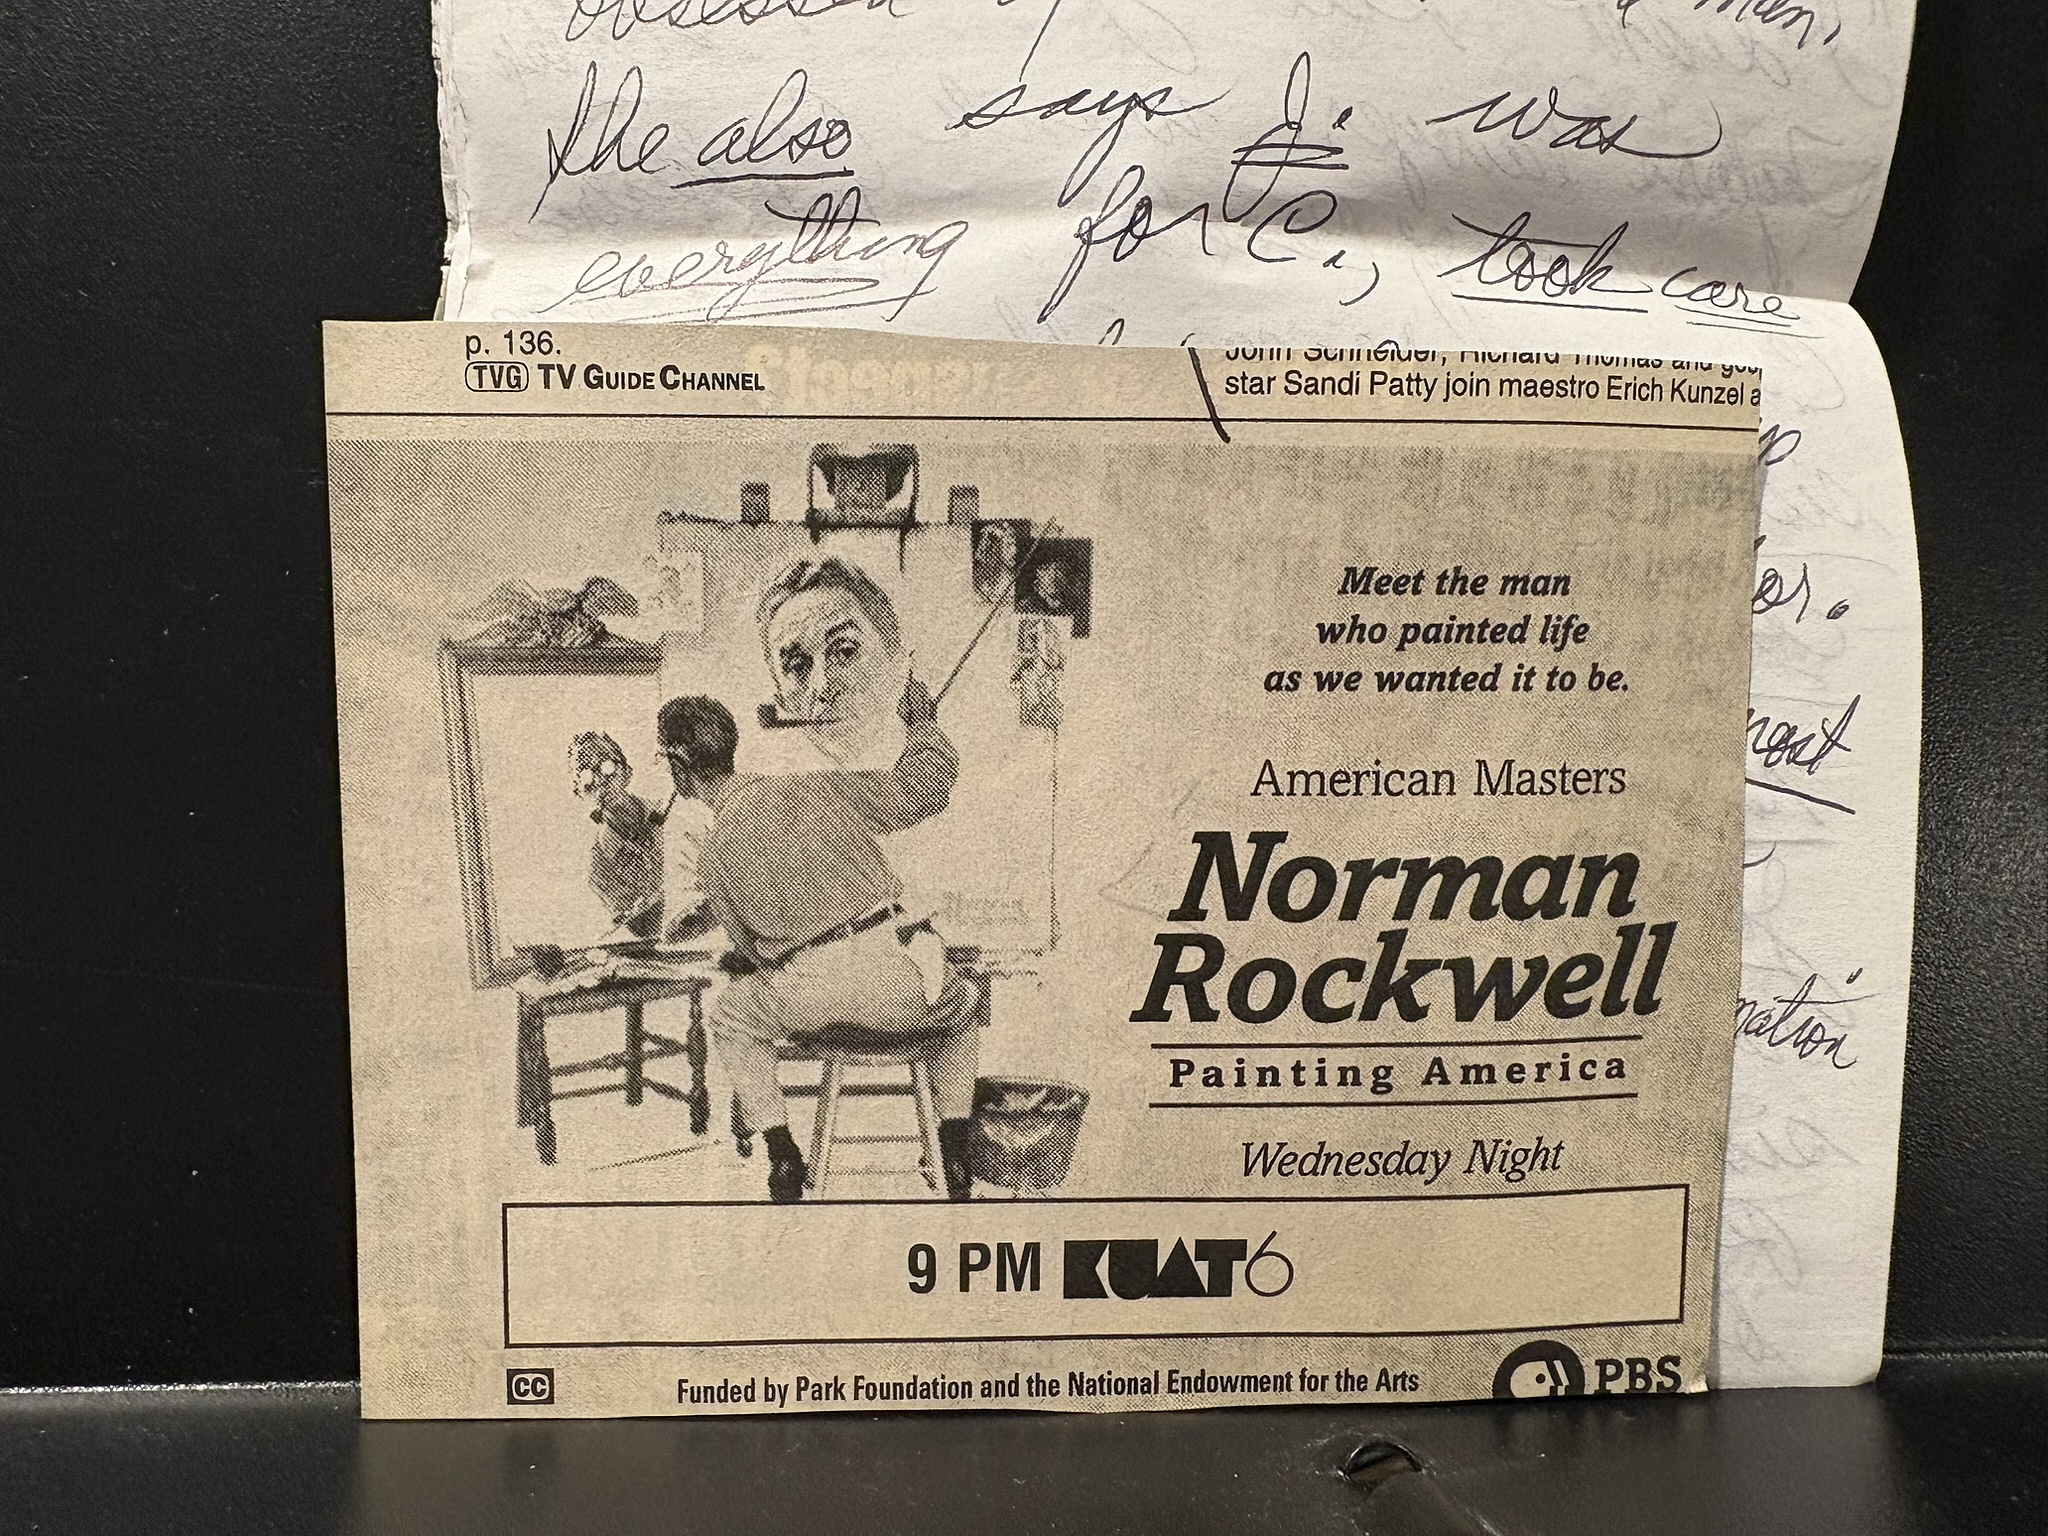 obsessed
the also says J. was
everything for C., took care
p. 136.
TVG TV GUIDE CHANNEL
John Schneider, Richard Thomas and
star Sandi Patty join maestro Erich Kunzel
Meet the man
who painted life
as we wanted it to be.
American Masters
Norman
Rockwell
Painting America
Wednesday Night
9 PM KUAT6
CC Funded by Park Foundation and the National Endowment for the Arts PBS